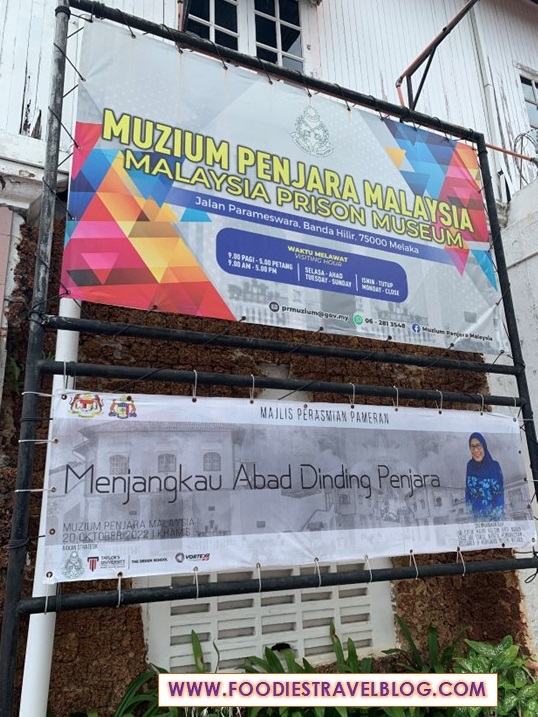 MUZIUM PENJARA MALAYSIA
MALAYSIA PRISON MUSEUM
Jalan Parameswara, Banda Hilir, 75000 Melaka
WAKTU MELAWAT
VISITING HOUR
9.00 PAGI - 5.00 PETANG
9.00 AM - 5.00 PM
SELASA - AHAD
TUESDAY - SUNDAY
ISNIN - TUTUP
MONDAY - CLOSE
prmuzium@gov.my
06 - 281 3548
Muzium Penjara Malaysia
MAJLIS PERASMIAN PAMERAN
Menjangkau Abad Dinding Penjara
MUZIUM PENJARA MALAYSIA
20 OKTOBER 2022 | KHAMIS
RAKAN STRATEGIK
TAYLOR'S
UNIVERSITY
THE DESIGN SCHOOL
VORTEX
WWW.FOODIESTRAVELBLOG.COM